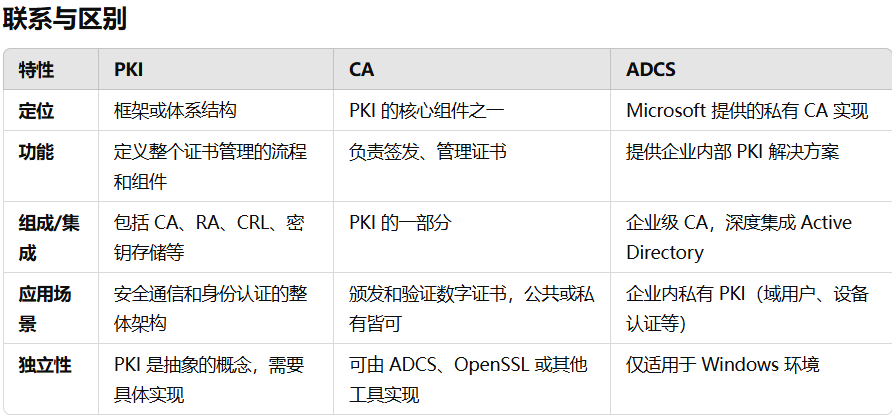 联系与区别
特性 PKI CA ADCS
定位 框架或体系结构 PKI 的核心组件之一 Microsoft 提供的私有 CA 实现
功能 定义整个证书管理的流程 负责签发、管理证书 提供企业内部 PKI 解决方案
和组件
组成/集 包括 CA、RA、CRL、密 PKI 的一部分 企业级 CA，深度集成 Active
成 钥存储等 Directory
应用场 安全通信和身份认证的整 颁发和验证数字证书，公共或私 企业内私有 PKI（域用户、设备
景 体架构 有皆可 认证等）
独立性 PKI 是抽象的概念，需要 可由 ADCS、OpenSSL 或其他 仅适用于 Windows 环境
具体实现 工具实现